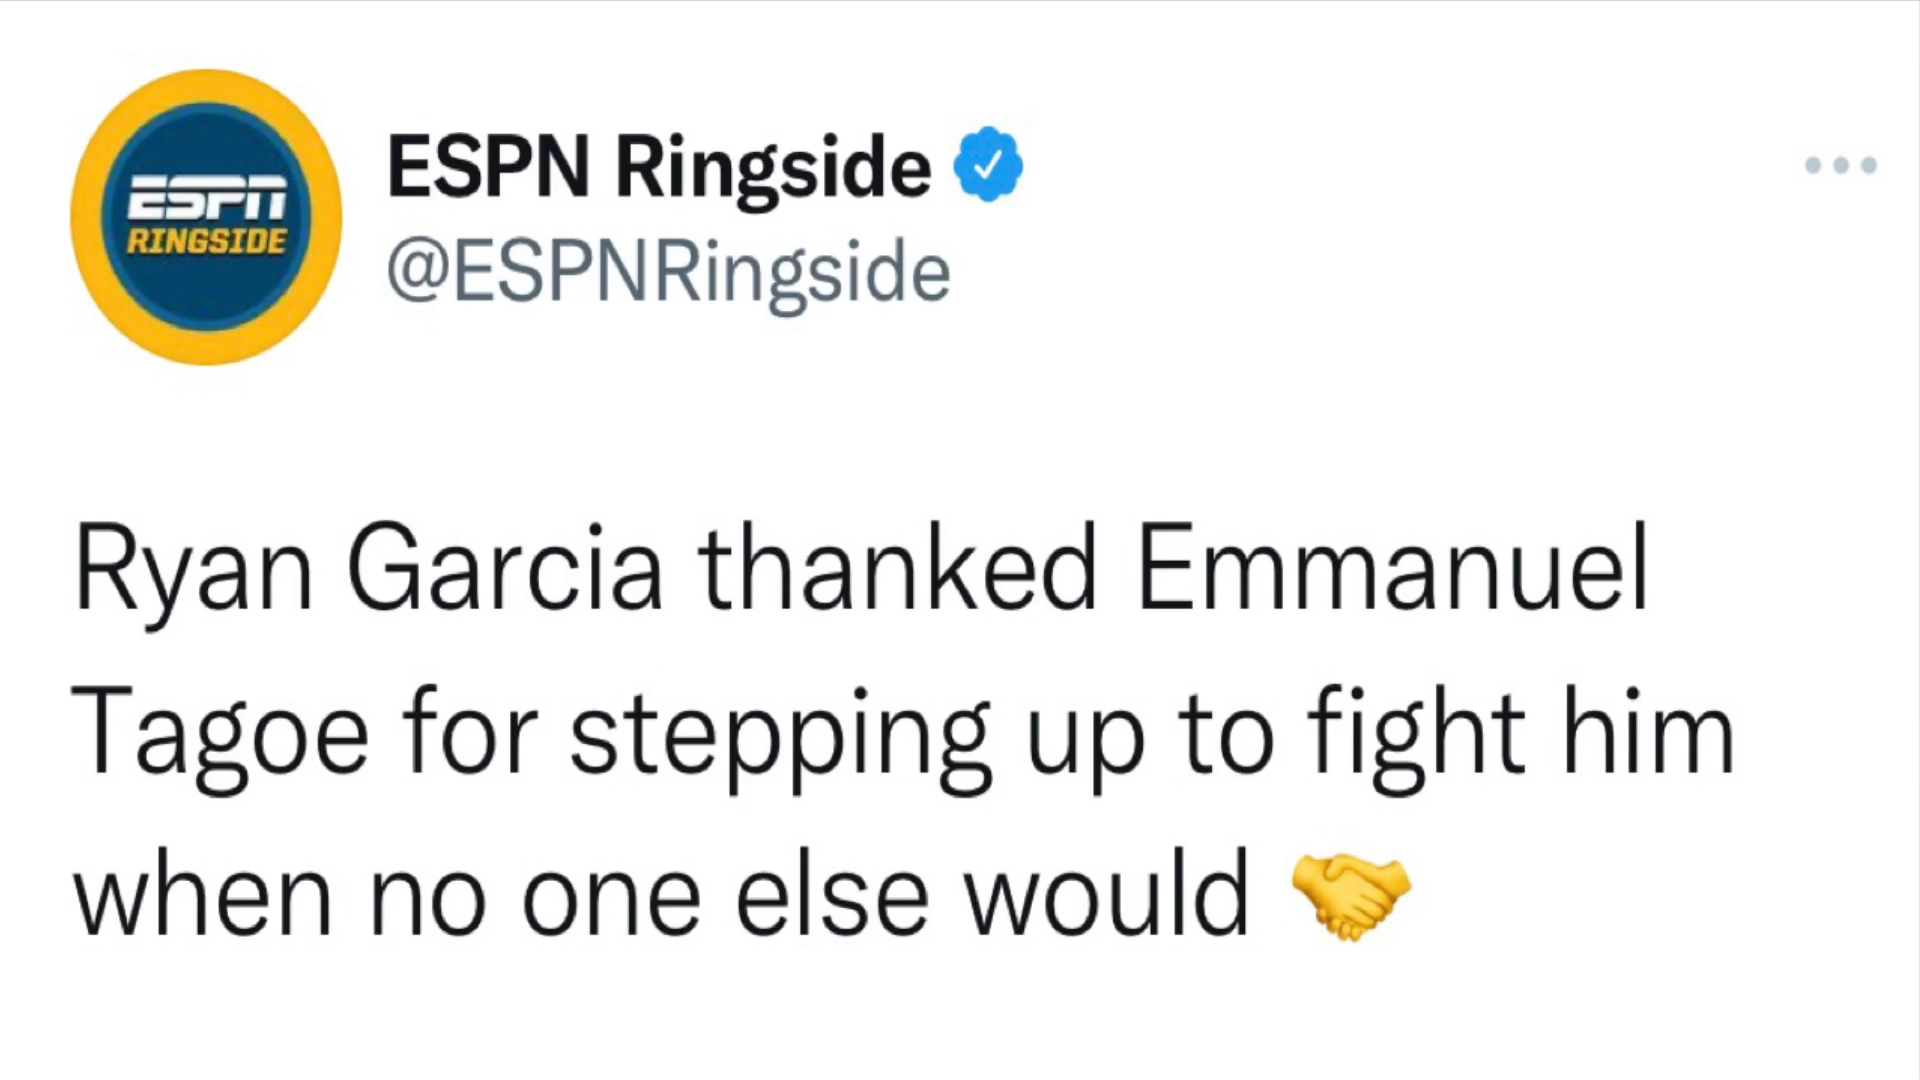 ESPN
RINGSIDE
ESPN Ringside
@ESPNRingside
Ryan Garcia thanked Emmanuel
Tagoe for stepping up to fight him
when no one else would 🤝